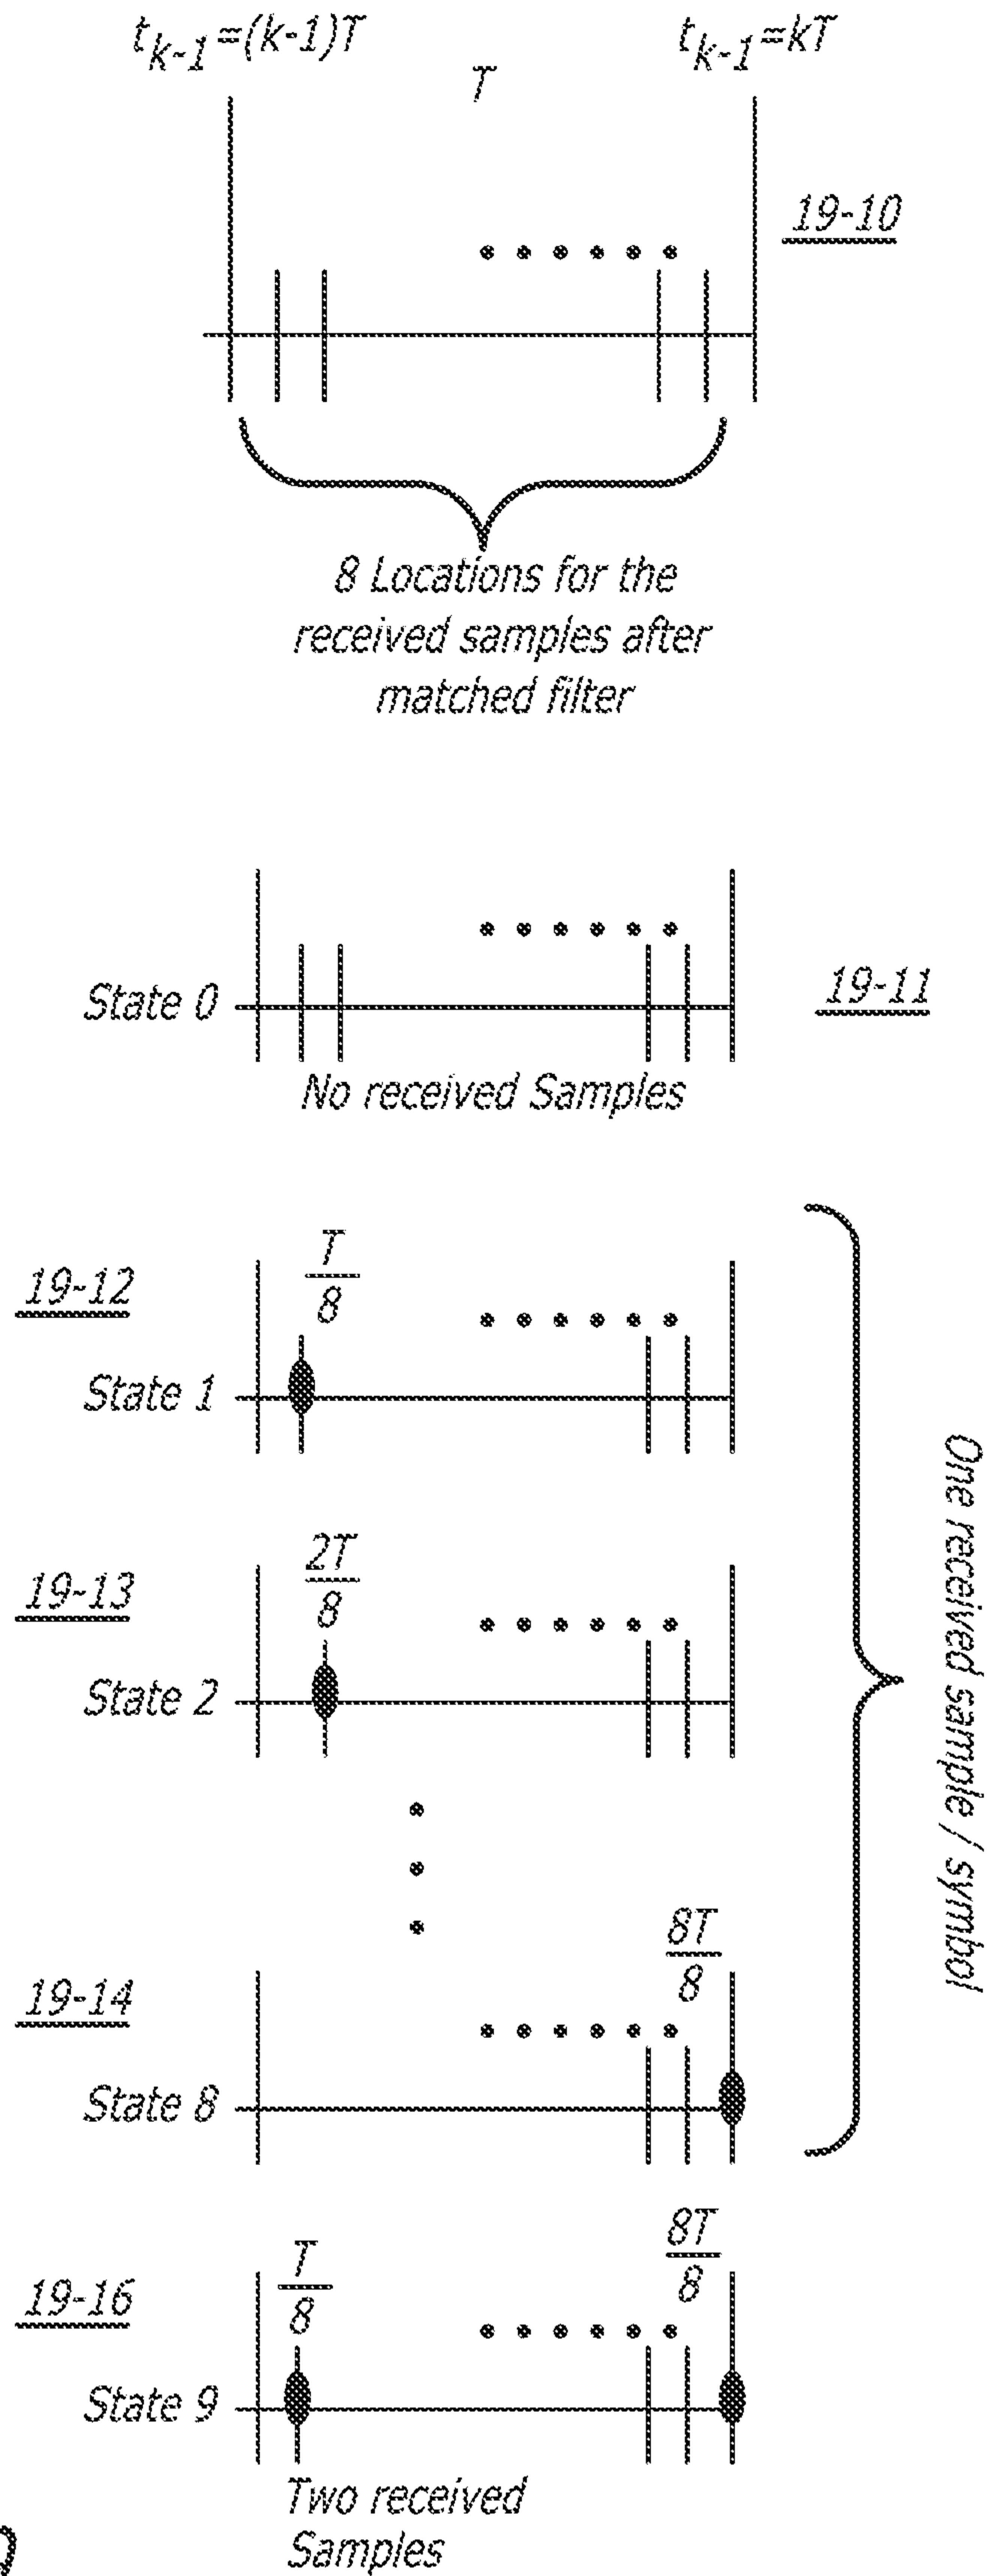 t_{k-1}=(k-1)T
T
t_{k-1}=kT
19-10
8 Locations for the
received samples after
matched filter
State 0
19-11
No received Samples
19-12
T/8
State 1
19-13
2T/8
State 2
One received sample / symbol
19-14
8T/8
State 8
19-16
T/8
8T/8
State 9
Two received
Samples